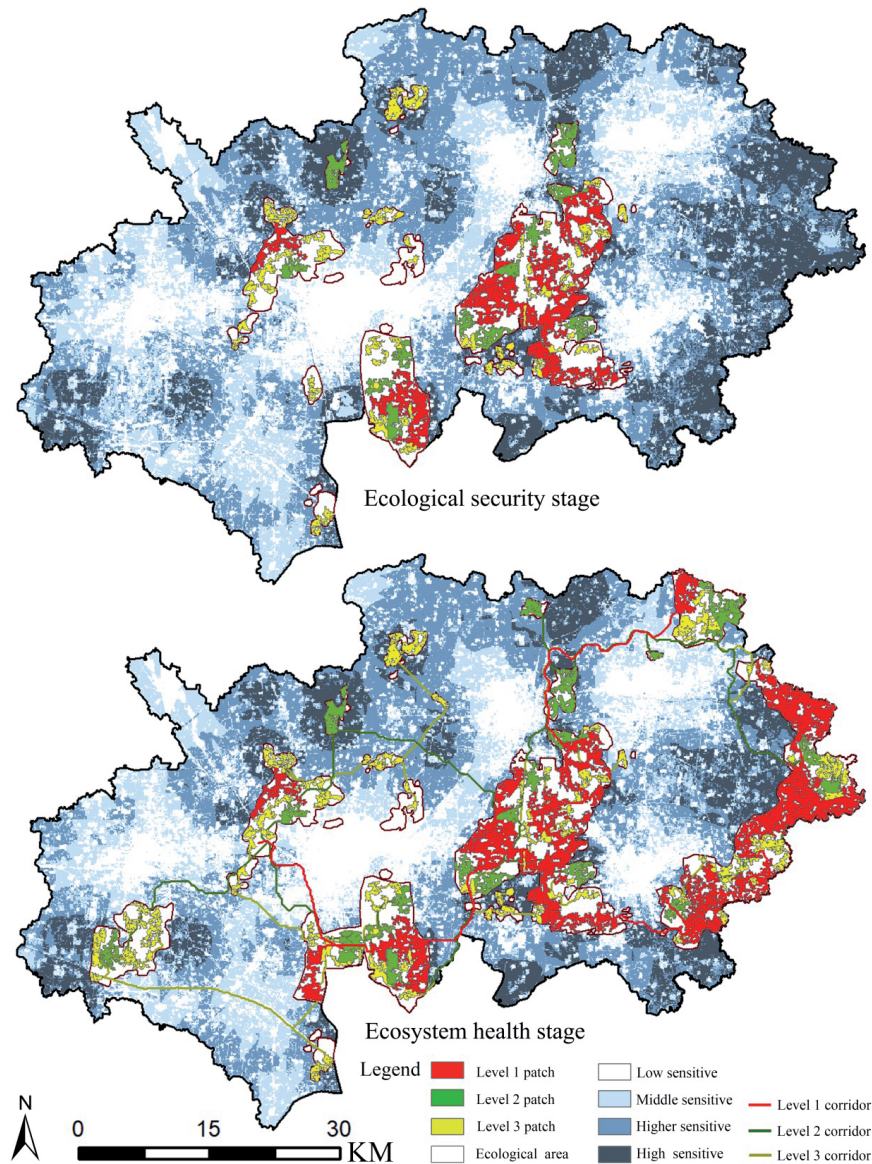 Ecological security stage
Ecosystem health stage
Legend
Level 1 patch
Low sensitive
Level 2 patch
Middle sensitive
Level 1 corridor
Level 3 patch
Higher sensitive
Level 2 corridor
Ecological area
High sensitive
Level 3 corridor
N
0 15 30
KM